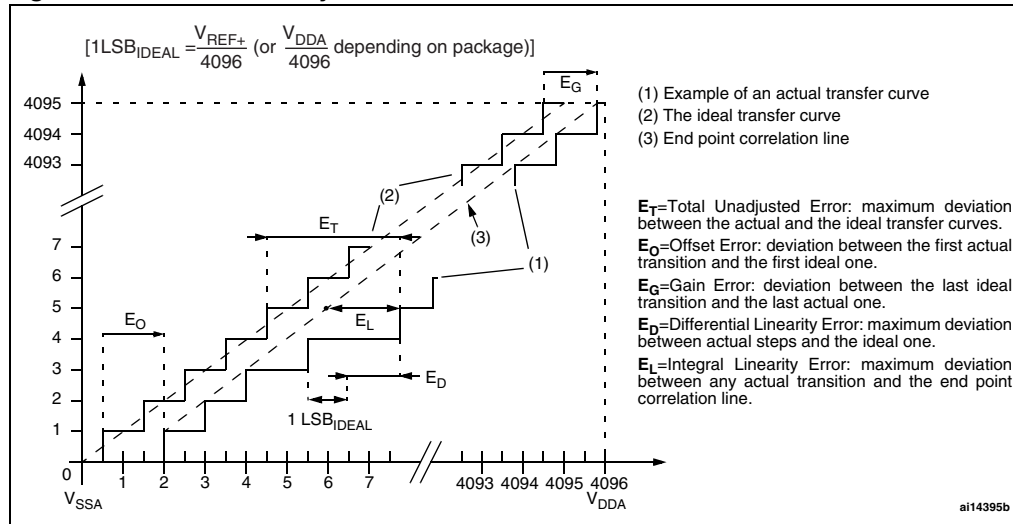 [1LSB_IDEAL = V_REF+ / 4096 (or V_DDA / 4096 depending on package)]
E_G
4095
4094
4093
(1) Example of an actual transfer curve
(2) The ideal transfer curve
(3) End point correlation line
(2)
E_T
(3)
(1)
7
6
5
4
3
2
1
0
E_O
E_L
E_D
1 LSB_IDEAL
E_T=Total Unadjusted Error: maximum deviation
between the actual and the ideal transfer curves.
E_O=Offset Error: deviation between the first actual
transition and the first ideal one.
E_G=Gain Error: deviation between the last ideal
transition and the last actual one.
E_D=Differential Linearity Error: maximum deviation
between actual steps and the ideal one.
E_L=Integral Linearity Error: maximum deviation
between any actual transition and the end point
correlation line.
1 2 3 4 5 6 7 4093 4094 4095 4096
V_SSA V_DDA
ai14395b